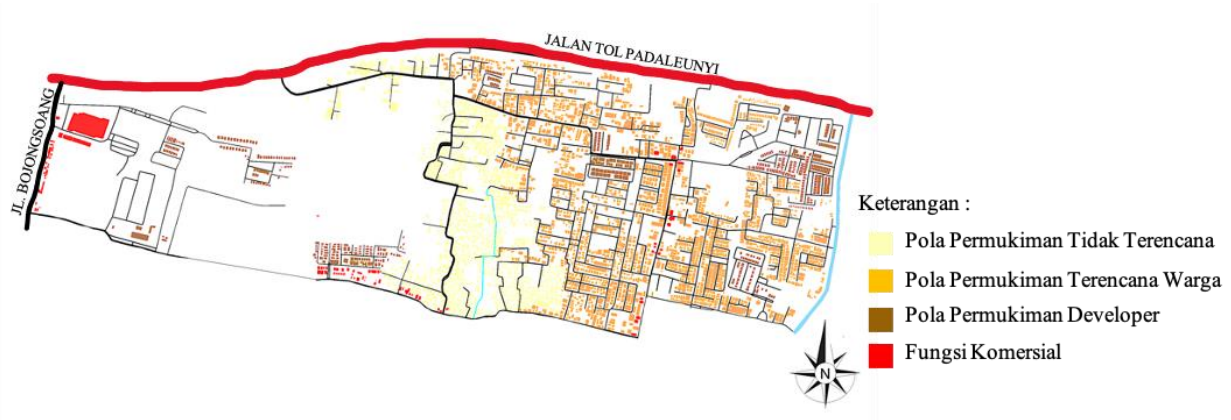 JALAN TOL PADALEUNYI
JL. BOJONGSOANG
Keterangan :
Pola Permukiman Tidak Terencana
Pola Permukiman Terencana Warga
Pola Permukiman Developer
Fungsi Komersial
N